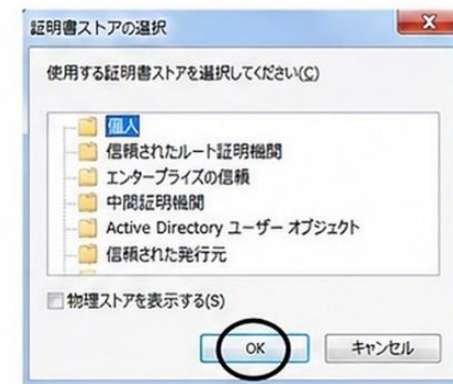 証明書ストアの選択
使用する証明書ストアを選択してください(C)
個人
信頼されたルート証明機関
エンタープライズの信頼
中間証明機関
Active Directory ユーザー オブジェクト
信頼された発行元
物理ストアを表示する(S)
OK
キャンセル